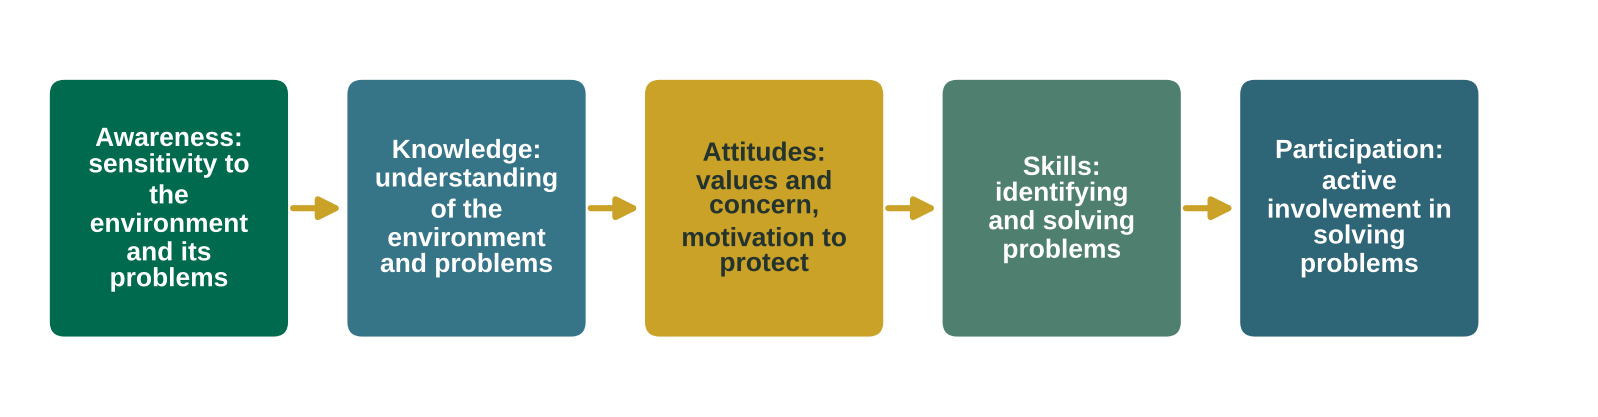 Awareness:
sensitivity to
the
environment
and its
problems
Knowledge:
understanding
of the
environment
and problems
Attitudes:
values and
concern,
motivation to
protect
Skills:
identifying
and solving
problems
Participation:
active
involvement in
solving
problems